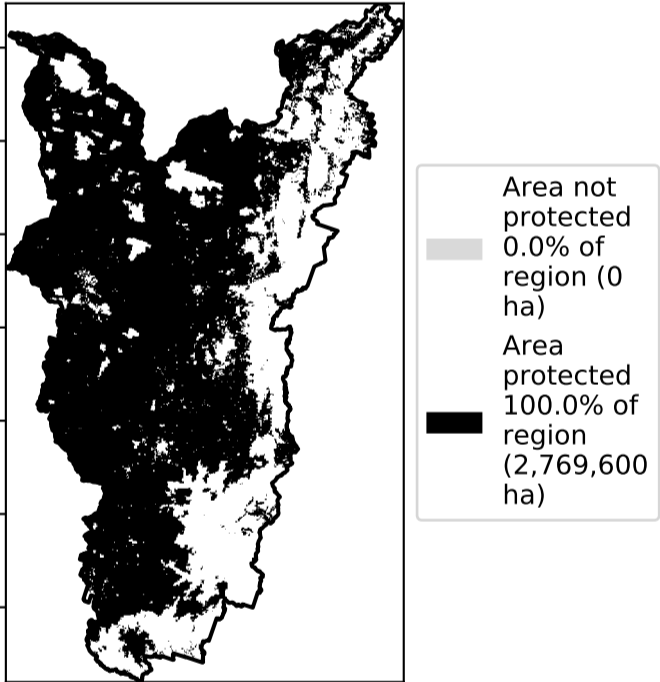 Area not
protected
0.0% of
region (0
ha)
Area
protected
100.0% of
region
(2,769,600
ha)